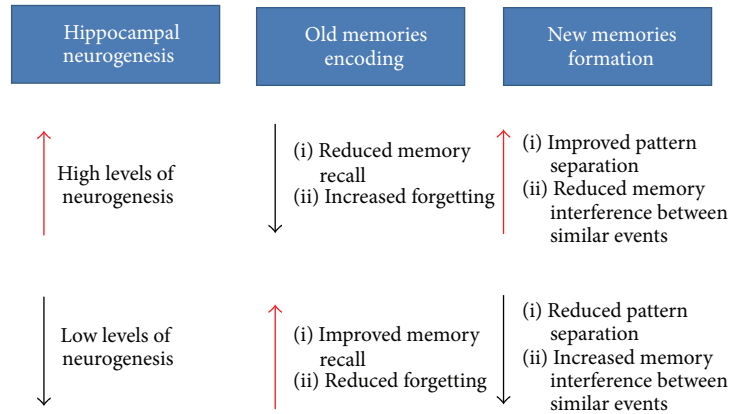 Hippocampal
neurogenesis
Old memories
encoding
New memories
formation
High levels of
neurogenesis
(i) Reduced memory
recall
(ii) Increased forgetting
(i) Improved pattern
separation
(ii) Reduced memory
interference between
similar events
Low levels of
neurogenesis
(i) Improved memory
recall
(ii) Reduced forgetting
(i) Reduced pattern
separation
(ii) Increased memory
interference between
similar events